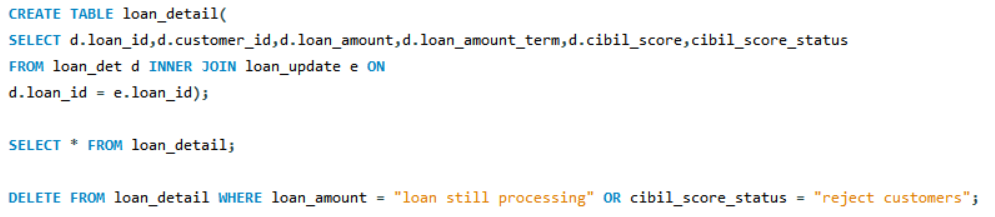 CREATE TABLE loan_detail(
SELECT d.loan_id,d.customer_id,d.loan_amount,d.loan_amount_term,d.cibil_score,cibil_score_status
FROM loan_det d INNER JOIN loan_update e ON
d.loan_id = e.loan_id);
SELECT * FROM loan_detail;
DELETE FROM loan_detail WHERE loan_amount = "loan still processing" OR cibil_score_status = "reject customers";